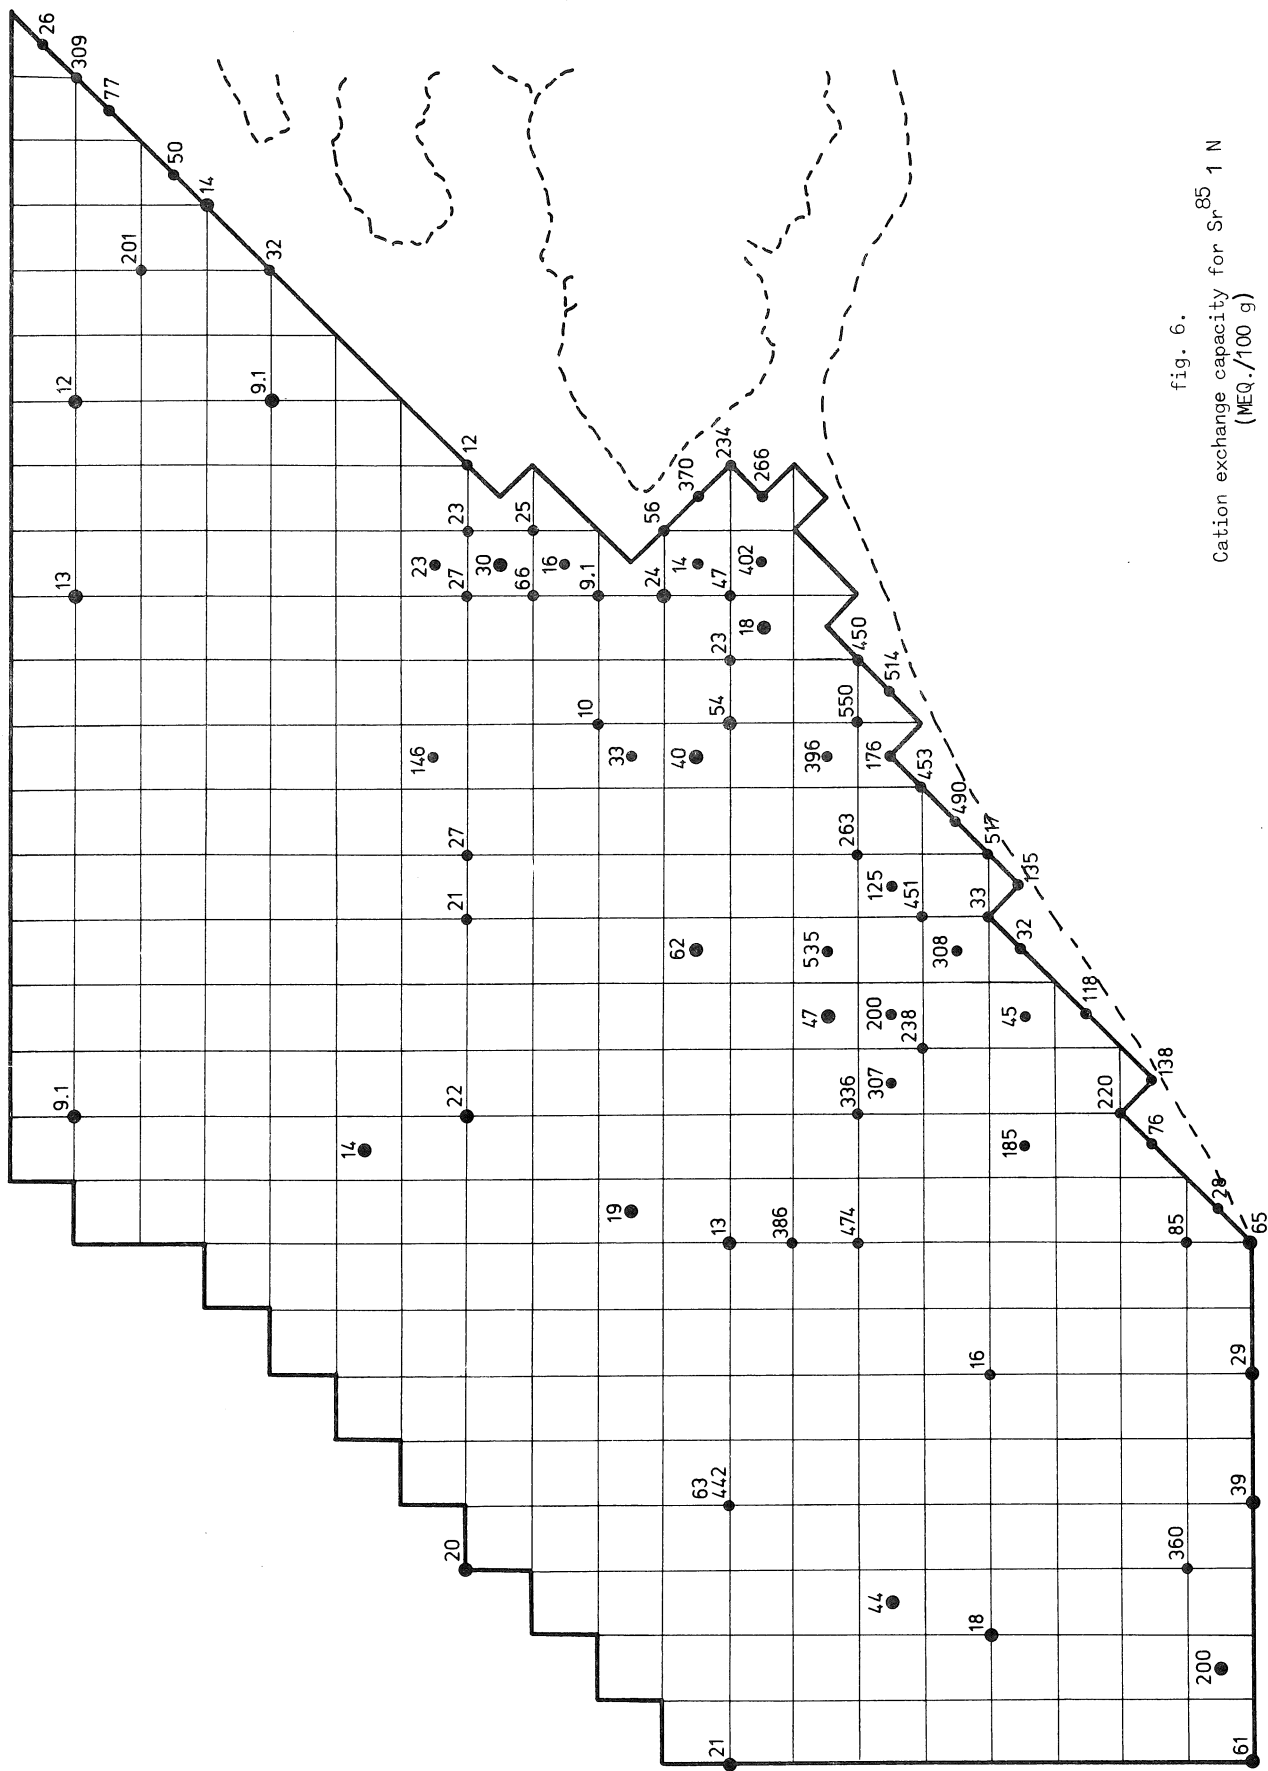 26
9.1 13 12
309
77
201
50
14
9.1 32
14
146 23
20 22 21 27 27 23 12
30
66 25
16
10 9.1
19 33
24 56
62 40 14 370
63
21 442 13 54 23 47 234
18 402 266
386
47 535 396
474 336 263 550 450
44 307 200 125 176 514
238 451 453
308 490
18 16 33 517
185 45 32 135
118
220
76 138
360 85
200 28
61 39 29 65
fig. 6.
Cation exchange capacity for Sr85 1 N
(MEQ./100 g)